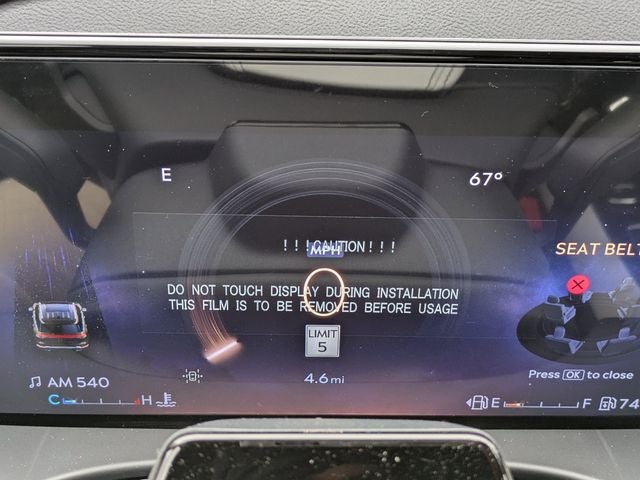 E
67°
!!!CAUTION!!!
MPH
SEAT BELT
DO NOT TOUCH DISPLAY DURING INSTALLATION
0
THIS FILM IS TO BE REMOVED BEFORE USAGE
LIMIT
5
AM 540
4.6 mi
Press OK to close
C H
E F 74